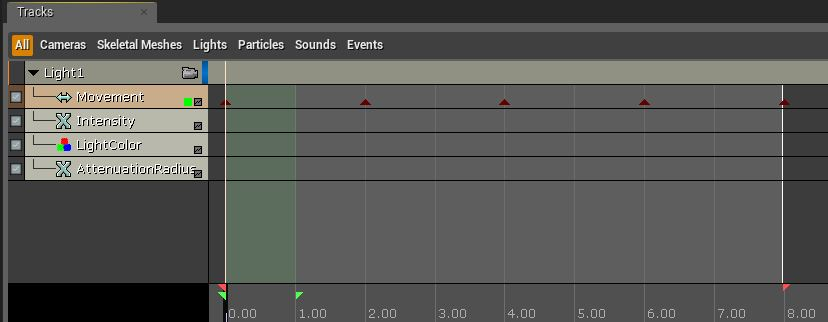 Tracks
All Cameras Skeletal Meshes Lights Particles Sounds Events
Light1
Movement
Intensity
LightColor
AttenuationRadius
0.00 1.00 2.00 3.00 4.00 5.00 6.00 7.00 8.00